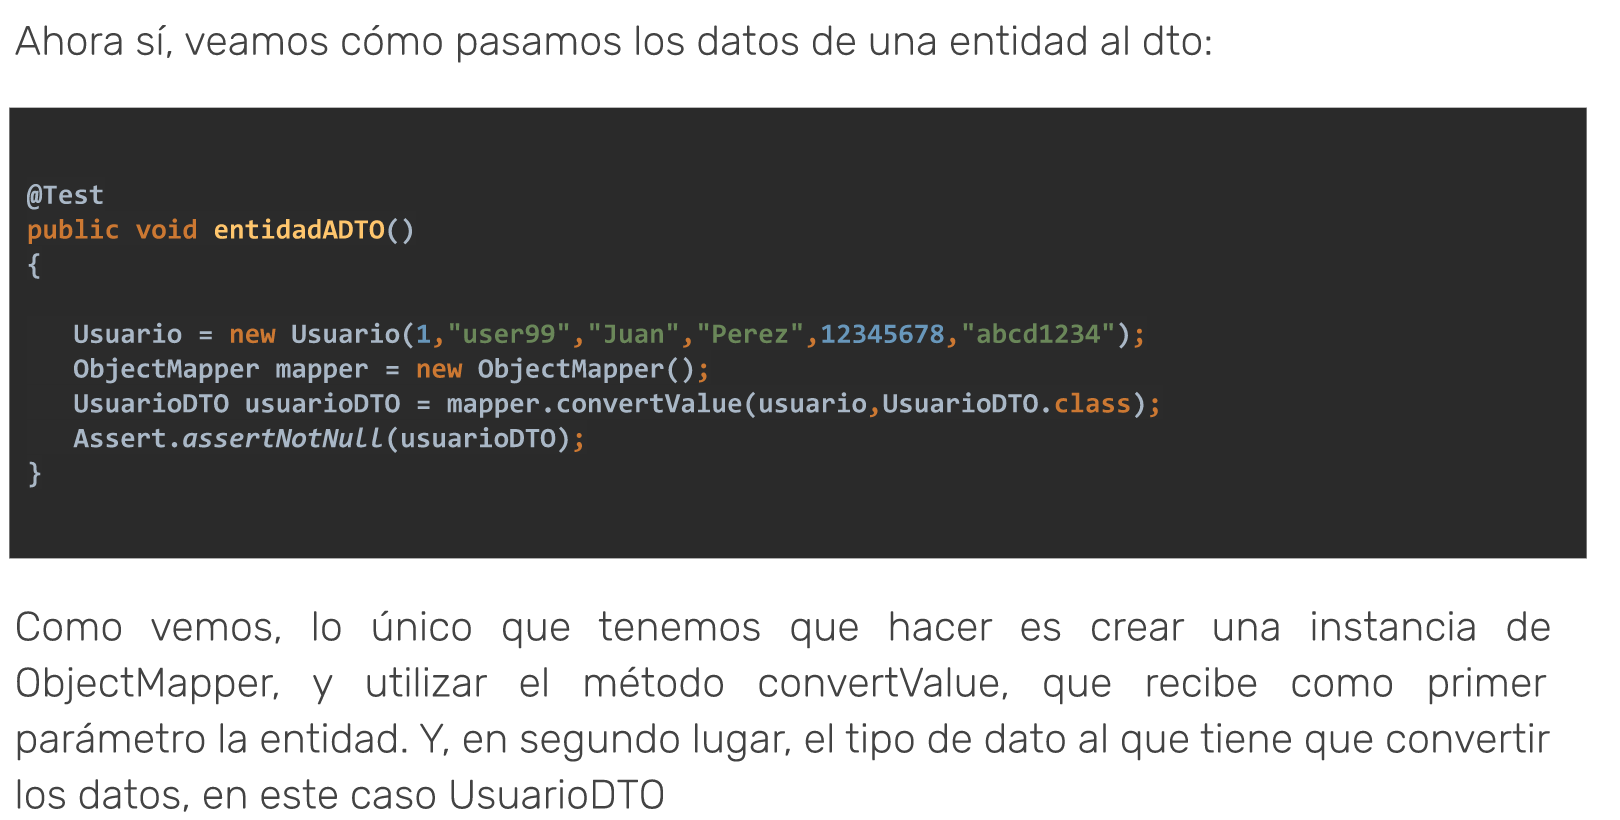 Ahora sí, veamos cómo pasamos los datos de una entidad al dto:
@Test
public void entidadADTO()
{
Usuario = new Usuario(1,"user99","Juan","Perez",12345678,"abcd1234");
ObjectMapper mapper = new ObjectMapper();
UsuarioDTO usuarioDTO = mapper.convertValue(usuario,UsuarioDTO.class);
Assert.assertNotNull(usuarioDTO);
}
Como vemos, lo único que tenemos que hacer es crear una instancia de
ObjectMapper, y utilizar el método convertValue, que recibe como primer
parámetro la entidad. Y, en segundo lugar, el tipo de dato al que tiene que convertir
los datos, en este caso UsuarioDTO